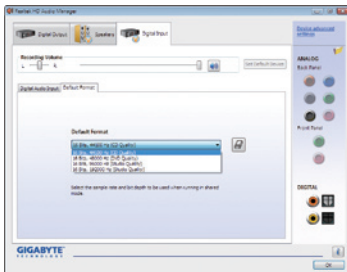 Realtek HD Audio Manager
Digital Output
Speakers
Digital Input
Device advanced settings
Recording Volume
L
R
Set Default Device
ANALOG
Back Panel
Digital Audio Input
Default Format
Default Format
16 Bits, 44100 Hz (CD Quality)
16 Bits, 44100 Hz (CD Quality)
16 Bits, 48000 Hz (DVD Quality)
16 Bits, 96000 Hz (Studio Quality)
16 Bits, 192000 Hz (Studio Quality)
Front Panel
Select the sample rate and bit depth to be used when running in shared
mode.
DIGITAL
GIGABYTE
TECHNOLOGY
i
OK